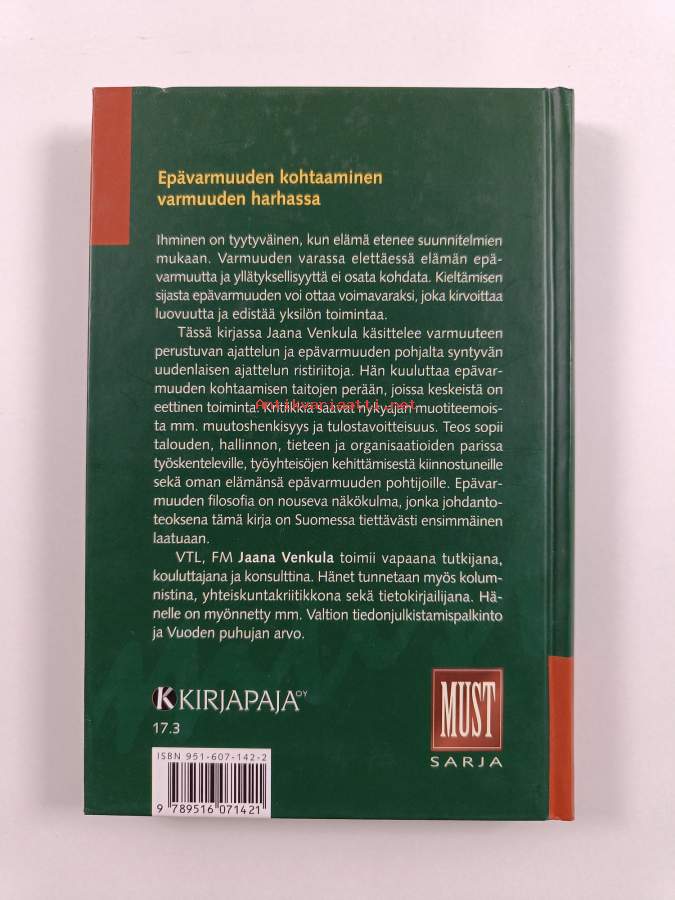 Epävarmuuden kohtaaminen
varmuuden harhassa
Ihminen on tyytyväinen, kun elämä etenee suunnitelmien
mukaan. Varmuuden varassa elettäessä elämän epä-
varmuutta ja yllätyksellisyyttä ei osata kohdata. Kieltämisen
sijasta epävarmuuden voi ottaa voimavaraksi, joka kirvoittaa
luovuutta ja edistää yksilön toimintaa.
Tässä kirjassa Jaana Venkula käsittelee varmuuteen
perustuvan ajattelun ja epävarmuuden pohjalta syntyvän
uudenlaisen ajattelun ristiriitoja. Hän kuuluttaa epävar-
muuden kohtaamisen taitojen perään, joissa keskeistä on
eettinen toiminta. Kritiikkiä saavat nykyajan muotiteemois-
Antikvariaatti.net
ta mm. muutoshenkisyys ja tulostavoitteisuus. Teos sopii
talouden, hallinnon, tieteen ja organisaatioiden parissa
työskenteleville, työyhteisöjen kehittämisestä kiinnostuneille
sekä oman elämänsä epävarmuuden pohtijoille. Epävar-
muuden filosofia on nouseva näkökulma, jonka johdanto-
teoksena tämä kirja on Suomessa tiettävästi ensimmäinen
laatuaan.
VTL, FM Jaana Venkula toimii vapaana tutkijana,
kouluttajana ja konsulttina. Hänet tunnetaan myös kolum-
nistina, yhteiskuntakriitikkona sekä tietokirjailijana. Hä-
nelle on myönnetty mm. Valtion tiedonjulkistamispalkinto
ja Vuoden puhujan arvo.
K KIRJAPAJA OY
17.3
MUST
SARJA
ISBN 951-607-142-2
9 789516 071421